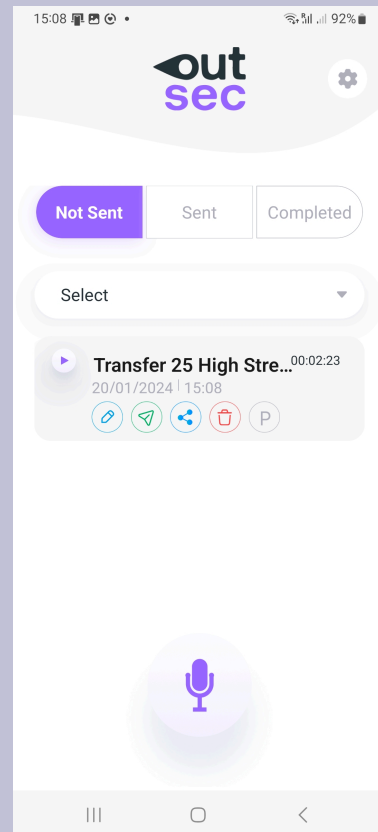 15:08 92%
out
sec
Not Sent Sent Completed
Select
Transfer 25 High Stre... 00:02:23
20/01/2024 15:08
P